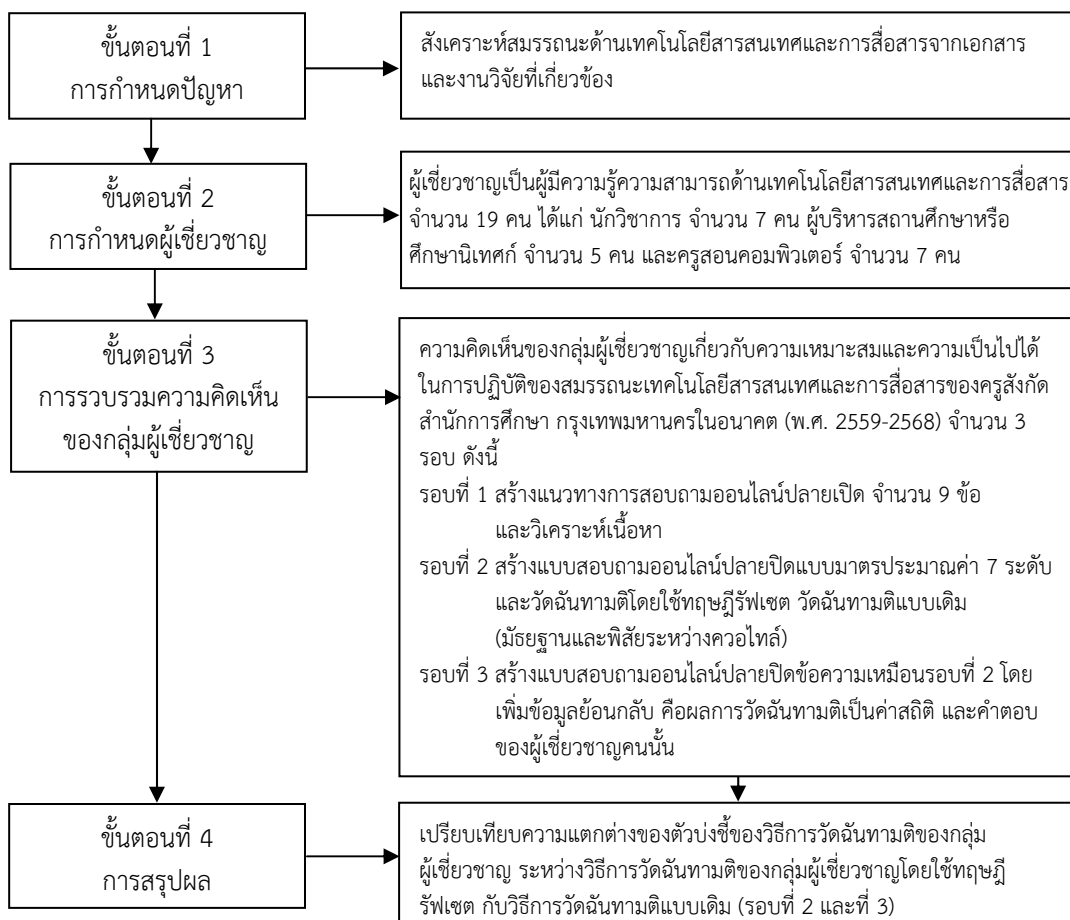 ขั้นตอนที่ 1
การกำหนดปัญหา
สังเคราะห์สมรรถนะด้านเทคโนโลยีสารสนเทศและการสื่อสารจากเอกสาร
และงานวิจัยที่เกี่ยวข้อง
ขั้นตอนที่ 2
การกำหนดผู้เชี่ยวชาญ
ผู้เชี่ยวชาญเป็นผู้มีความรู้ความสามารถด้านเทคโนโลยีสารสนเทศและการสื่อสาร
จำนวน 19 คน ได้แก่ นักวิชาการ จำนวน 7 คน ผู้บริหารสถานศึกษาหรือ
ศึกษานิเทศก์ จำนวน 5 คน และครูสอนคอมพิวเตอร์ จำนวน 7 คน
ขั้นตอนที่ 3
การรวบรวมความคิดเห็น
ของกลุ่มผู้เชี่ยวชาญ
ความคิดเห็นของกลุ่มผู้เชี่ยวชาญเกี่ยวกับความเหมาะสมและความเป็นไปได้
ในการปฏิบัติของสมรรถนะเทคโนโลยีสารสนเทศและการสื่อสารของครูสังกัด
สำนักการศึกษา กรุงเทพมหานครในอนาคต (พ.ศ. 2559-2568) จำนวน 3
รอบ ดังนี้
รอบที่ 1 สร้างแนวทางการสอบถามออนไลน์ปลายเปิด จำนวน 9 ข้อ
และวิเคราะห์เนื้อหา
รอบที่ 2 สร้างแบบสอบถามออนไลน์ปลายปิดแบบมาตรประมาณค่า 7 ระดับ
และวัดฉันทามติโดยใช้ทฤษฎีรัฟเซต วัดฉันทามติแบบเดิม
(มัธยฐานและพิสัยระหว่างควอไทล์)
รอบที่ 3 สร้างแบบสอบถามออนไลน์ปลายปิดข้อความเหมือนรอบที่ 2 โดย
เพิ่มข้อมูลย้อนกลับ คือผลการวัดฉันทามติเป็นค่าสถิติ และคำตอบ
ของผู้เชี่ยวชาญคนนั้น
ขั้นตอนที่ 4
การสรุปผล
เปรียบเทียบความแตกต่างของตัวบ่งชี้ของวิธีการวัดฉันทามติของกลุ่ม
ผู้เชี่ยวชาญ ระหว่างวิธีการวัดฉันทามติของกลุ่มผู้เชี่ยวชาญโดยใช้ทฤษฎี
รัฟเซต กับวิธีการวัดฉันทามติแบบเดิม (รอบที่ 2 และที่ 3)